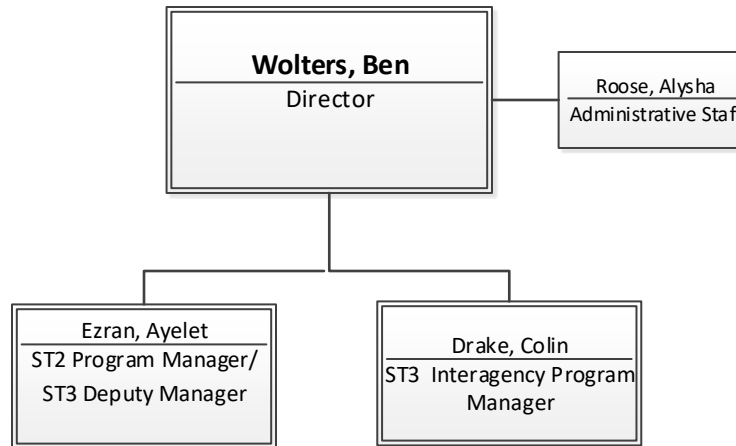 Wolters, Ben
Director
Roose, Alysha
Administrative Staff
Ezran, Ayelet
ST2 Program Manager/
ST3 Deputy Manager
Drake, Colin
ST3 Interagency Program
Manager